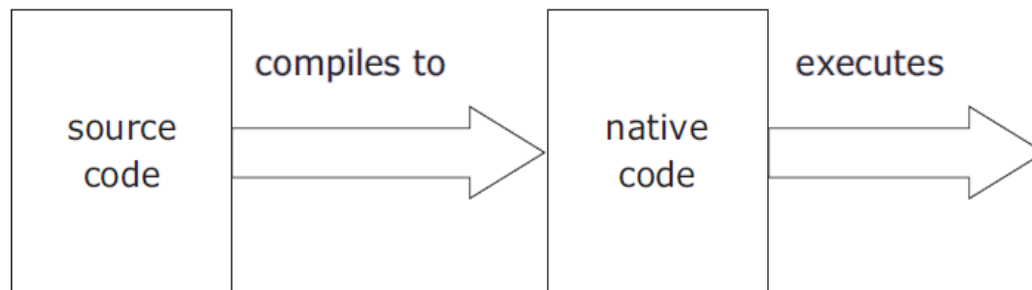 source
code
compiles to
native
code
executes